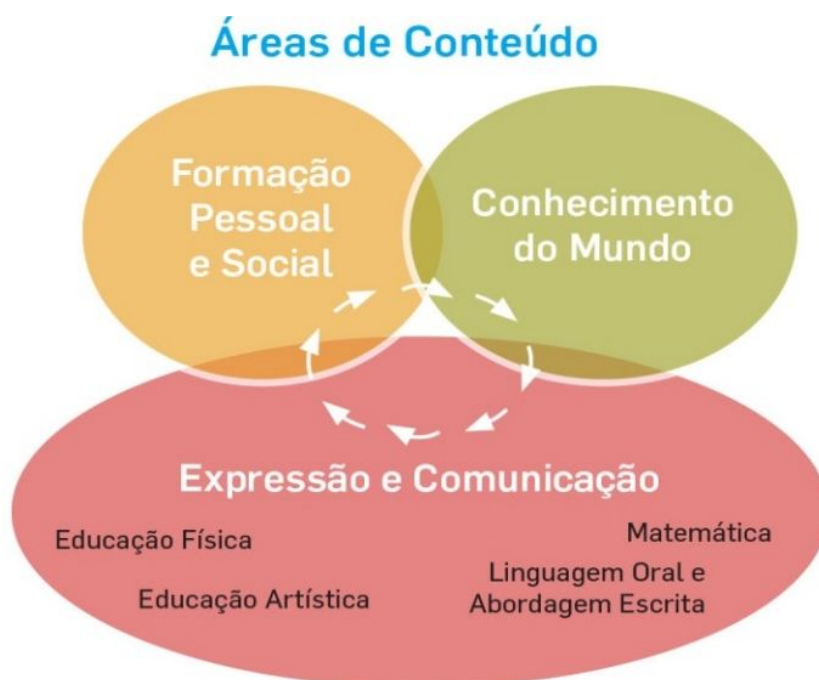 Áreas de Conteúdo
Formação
Pessoal
e Social
Conhecimento
do Mundo
Expressão e Comunicação
Educação Física
Matemática
Educação Artística
Linguagem Oral e
Abordagem Escrita